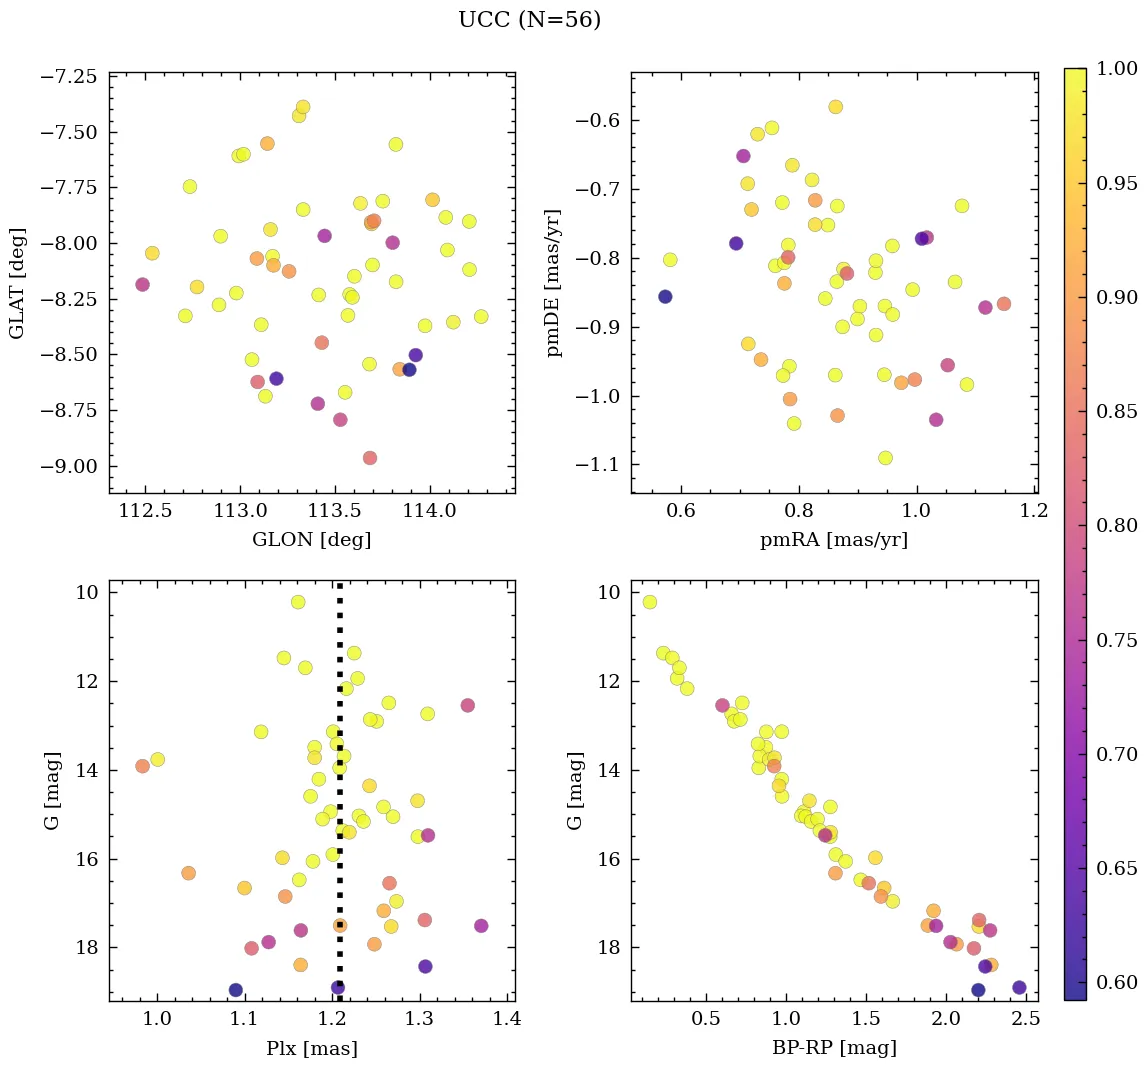 UCC (N=56)
−7.25
−7.50
−7.75
−8.00
−8.25
−8.50
−8.75
−9.00
GLAT [deg]
112.5 113.0 113.5 114.0
GLON [deg]
−0.6
−0.7
−0.8
−0.9
−1.0
−1.1
pmDE [mas/yr]
0.6 0.8 1.0 1.2
pmRA [mas/yr]
10
12
14
16
18
G [mag]
1.0 1.1 1.2 1.3 1.4
Plx [mas]
10
12
14
16
18
G [mag]
0.5 1.0 1.5 2.0 2.5
BP-RP [mag]
1.00
0.95
0.90
0.85
0.80
0.75
0.70
0.65
0.60